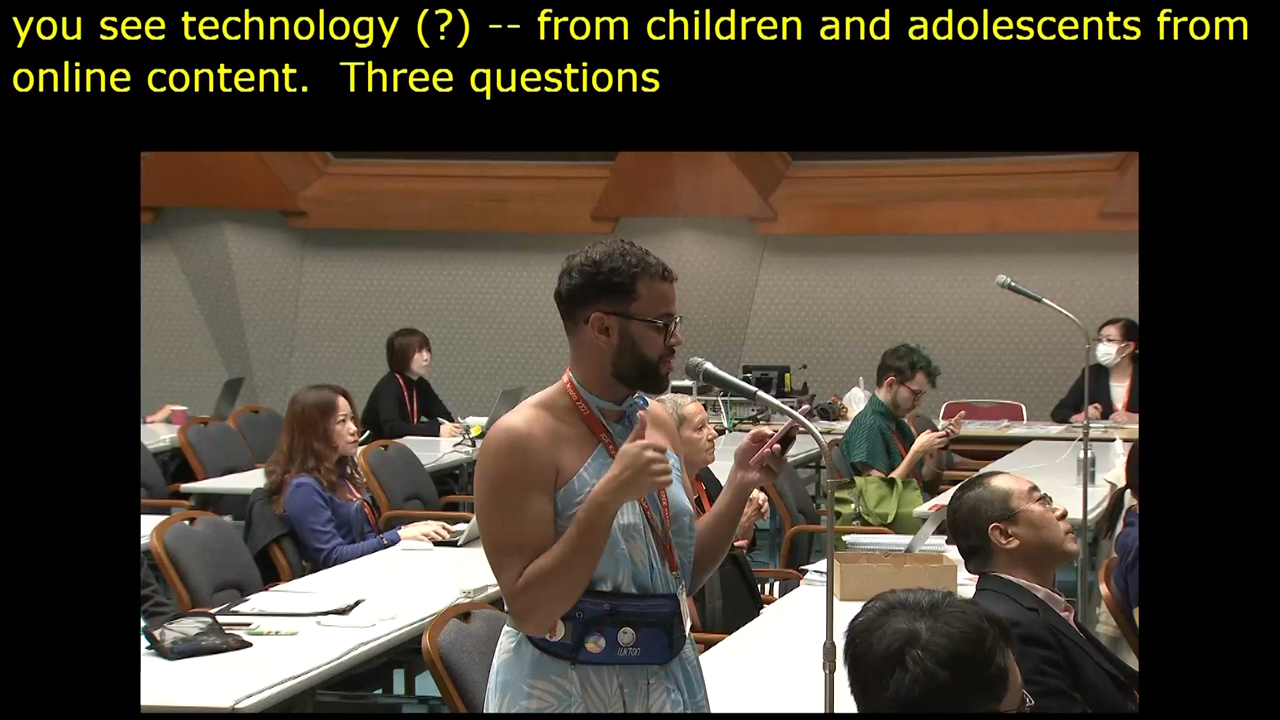 you see technology (?) -- from children and adolescents from
online content.  Three questions